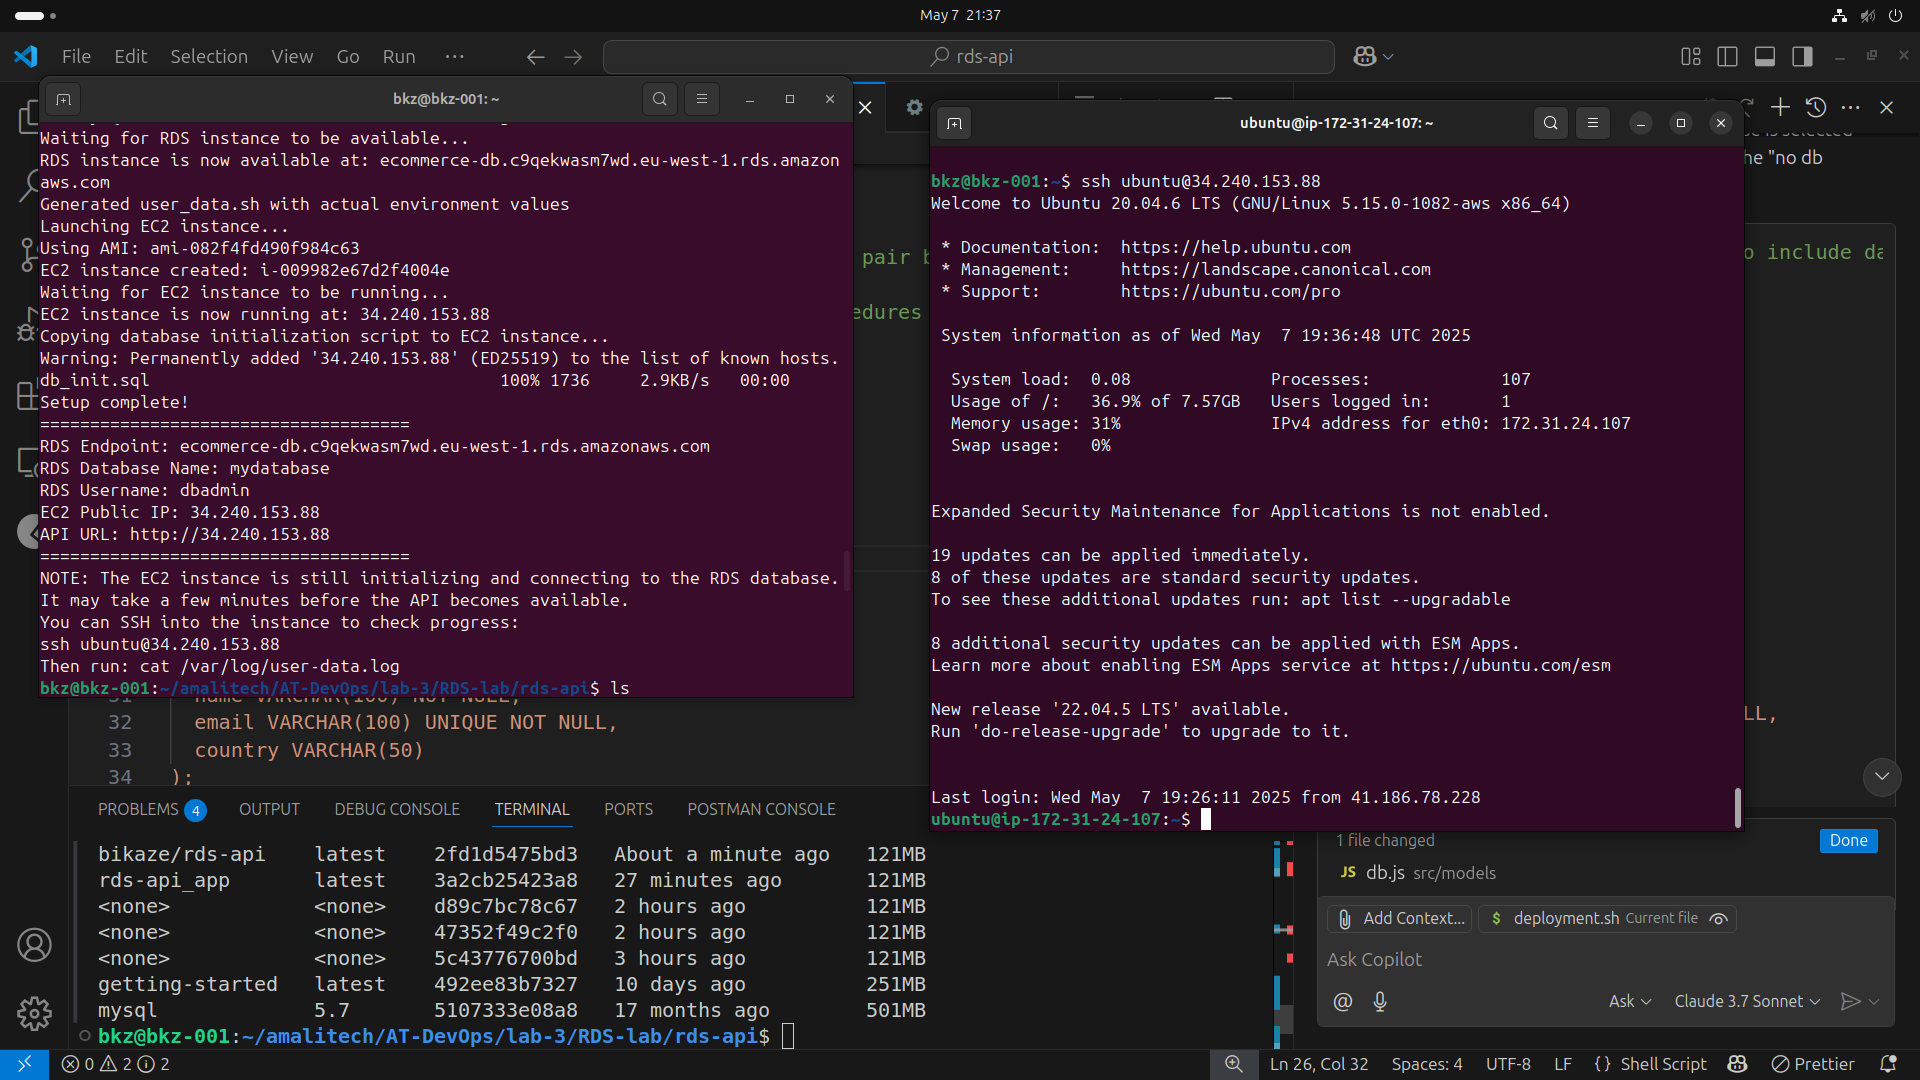 May 7 21:37
File Edit Selection View Go Run ···
rds-api
bkz@bkz-001: ~
Waiting for RDS instance to be available...
RDS instance is now available at: ecommerce-db.c9qekwasm7wd.eu-west-1.rds.amazon
aws.com
Generated user_data.sh with actual environment values
Launching EC2 instance...
Using AMI: ami-082f4fd490f984c63
EC2 instance created: i-009982e67d2f4004e
Waiting for EC2 instance to be running...
EC2 instance is now running at: 34.240.153.88
Copying database initialization script to EC2 instance...
Warning: Permanently added '34.240.153.88' (ED25519) to the list of known hosts.
db_init.sql 100% 1736 2.9KB/s 00:00
Setup complete!
=====================================
RDS Endpoint: ecommerce-db.c9qekwasm7wd.eu-west-1.rds.amazonaws.com
RDS Database Name: mydatabase
RDS Username: dbadmin
EC2 Public IP: 34.240.153.88
API URL: http://34.240.153.88
=====================================
NOTE: The EC2 instance is still initializing and connecting to the RDS database.
It may take a few minutes before the API becomes available.
You can SSH into the instance to check progress:
ssh ubuntu@34.240.153.88
Then run: cat /var/log/user-data.log
bkz@bkz-001:~/amalitech/AT-DevOps/lab-3/RDS-lab/rds-api$ ls
pair
edures
ubuntu@ip-172-31-24-107: ~
bkz@bkz-001:~$ ssh ubuntu@34.240.153.88
Welcome to Ubuntu 20.04.6 LTS (GNU/Linux 5.15.0-1082-aws x86_64)
* Documentation: https://help.ubuntu.com
* Management: https://landscape.canonical.com
* Support: https://ubuntu.com/pro
System information as of Wed May 7 19:36:48 UTC 2025
System load: 0.08 Processes: 107
Usage of /: 36.9% of 7.57GB Users logged in: 1
Memory usage: 31% IPv4 address for eth0: 172.31.24.107
Swap usage: 0%
Expanded Security Maintenance for Applications is not enabled.
19 updates can be applied immediately.
8 of these updates are standard security updates.
To see these additional updates run: apt list --upgradable
8 additional security updates can be applied with ESM Apps.
Learn more about enabling ESM Apps service at https://ubuntu.com/esm
New release '22.04.5 LTS' available.
Run 'do-release-upgrade' to upgrade to it.
Last login: Wed May 7 19:26:11 2025 from 41.186.78.228
ubuntu@ip-172-31-24-107:~$
he "no db
o include da
LL,
31 name VARCHAR(100) NOT NULL,
32 email VARCHAR(100) UNIQUE NOT NULL,
33 country VARCHAR(50)
34 );
PROBLEMS 4 OUTPUT DEBUG CONSOLE TERMINAL PORTS POSTMAN CONSOLE
bikaze/rds-api latest 2fd1d5475bd3 About a minute ago 121MB
rds-api_app latest 3a2cb25423a8 27 minutes ago 121MB
<none> <none> d89c7bc78c67 2 hours ago 121MB
<none> <none> 47352f49c2f0 2 hours ago 121MB
<none> <none> 5c43776700bd 3 hours ago 121MB
getting-started latest 492ee83b7327 10 days ago 251MB
mysql 5.7 5107333e08a8 17 months ago 501MB
bkz@bkz-001:~/amalitech/AT-DevOps/lab-3/RDS-lab/rds-api$
1 file changed
Done
JS db.js src/models
Add Context... $ deployment.sh Current file
Ask Copilot
@ Ask Claude 3.7 Sonnet
0 2 2
Ln 26, Col 32 Spaces: 4 UTF-8 LF {} Shell Script Prettier